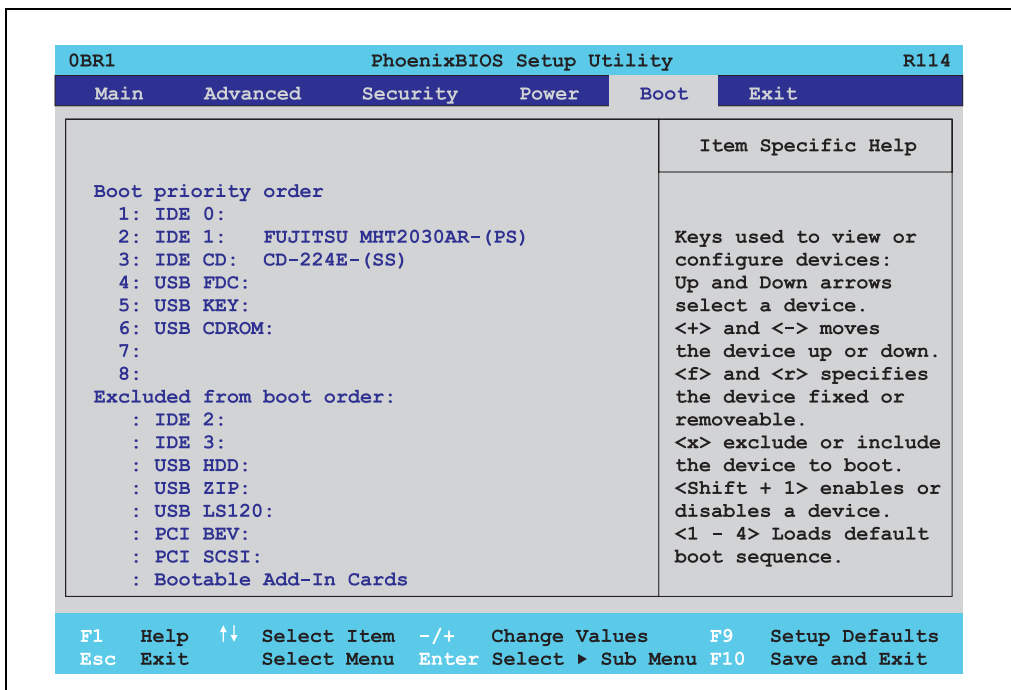 0BR1 PhoenixBIOS Setup Utility R114
Main Advanced Security Power Boot Exit
Item Specific Help
Boot priority order
1: IDE 0:
2: IDE 1: FUJITSU MHT2030AR-(PS)
3: IDE CD: CD-224E-(SS)
4: USB FDC:
5: USB KEY:
6: USB CDROM:
7:
8:
Excluded from boot order:
: IDE 2:
: IDE 3:
: USB HDD:
: USB ZIP:
: USB LS120:
: PCI BEV:
: PCI SCSI:
: Bootable Add-In Cards
Keys used to view or
configure devices:
Up and Down arrows
select a device.
<+> and <-> moves
the device up or down.
<f> and <r> specifies
the device fixed or
removeable.
<x> exclude or include
the device to boot.
<Shift + 1> enables or
disables a device.
<1 - 4> Loads default
boot sequence.
F1 Help ↑↓ Select Item -/+ Change Values F9 Setup Defaults
Esc Exit Select Menu Enter Select ▸ Sub Menu F10 Save and Exit